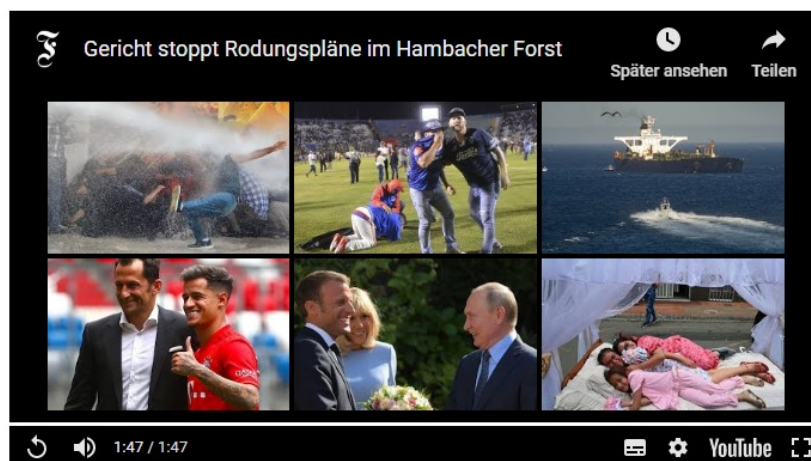 Gericht stoppt Rodungspläne im Hambacher Forst
Später ansehen
Teilen
1:47 / 1:47
YouTube